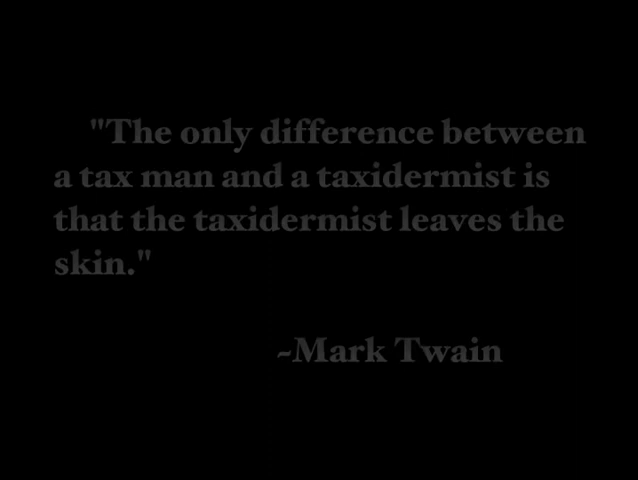 "The only difference between
a tax man and a taxidermist is
that the taxidermist leaves the
skin."
~Mark Twain